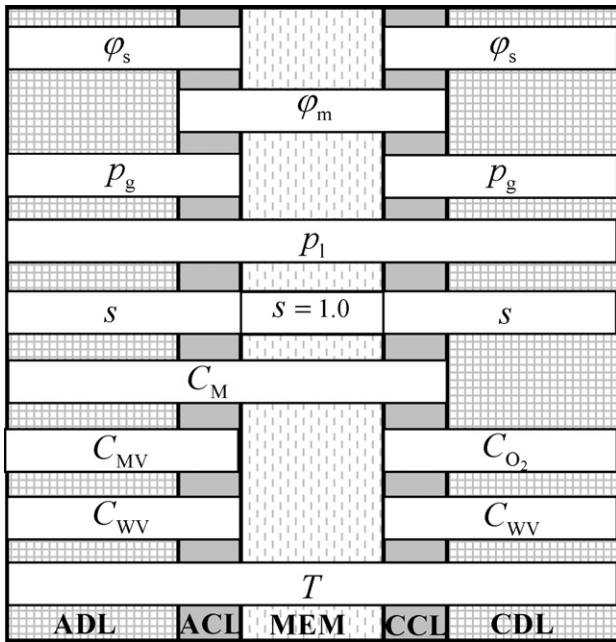 φs φs
φm
pg pg
pl
s s = 1.0 s
CM
CMV CO2
CWV CWV
T
ADL ACL MEM CCL CDL